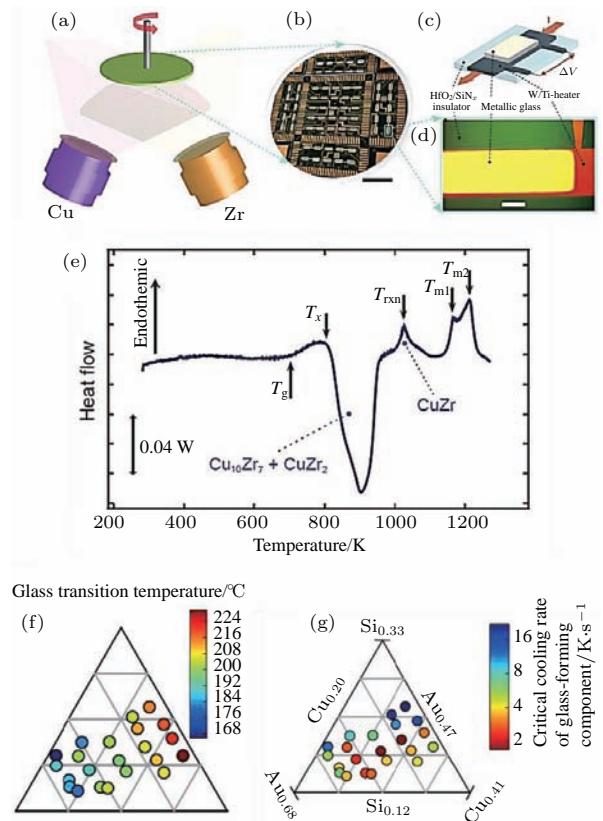 (a)
Cu
Zr
(b)
(c)
I
ΔV
HfO₂/SiNₓ
insulator
Metallic glass
W/Ti-heater
(d)
(e)
Heat flow
Endothemic
0.04 W
T_g
T_x
T_rxn
T_m1
T_m2
Cu₁₀Zr₇ + CuZr₂
CuZr
200
400
600
800
1000
1200
Temperature/K
Glass transition temperature/°C
(f)
224
216
208
200
192
184
176
168
(g)
Si₀.₃₃
Cu₀.₂₀
Au₀.₄₇
Au₀.₆₈
Si₀.₁₂
Cu₀.₄₁
16
8
4
2
Critical cooling rate
of glass-forming
component/K·s⁻¹